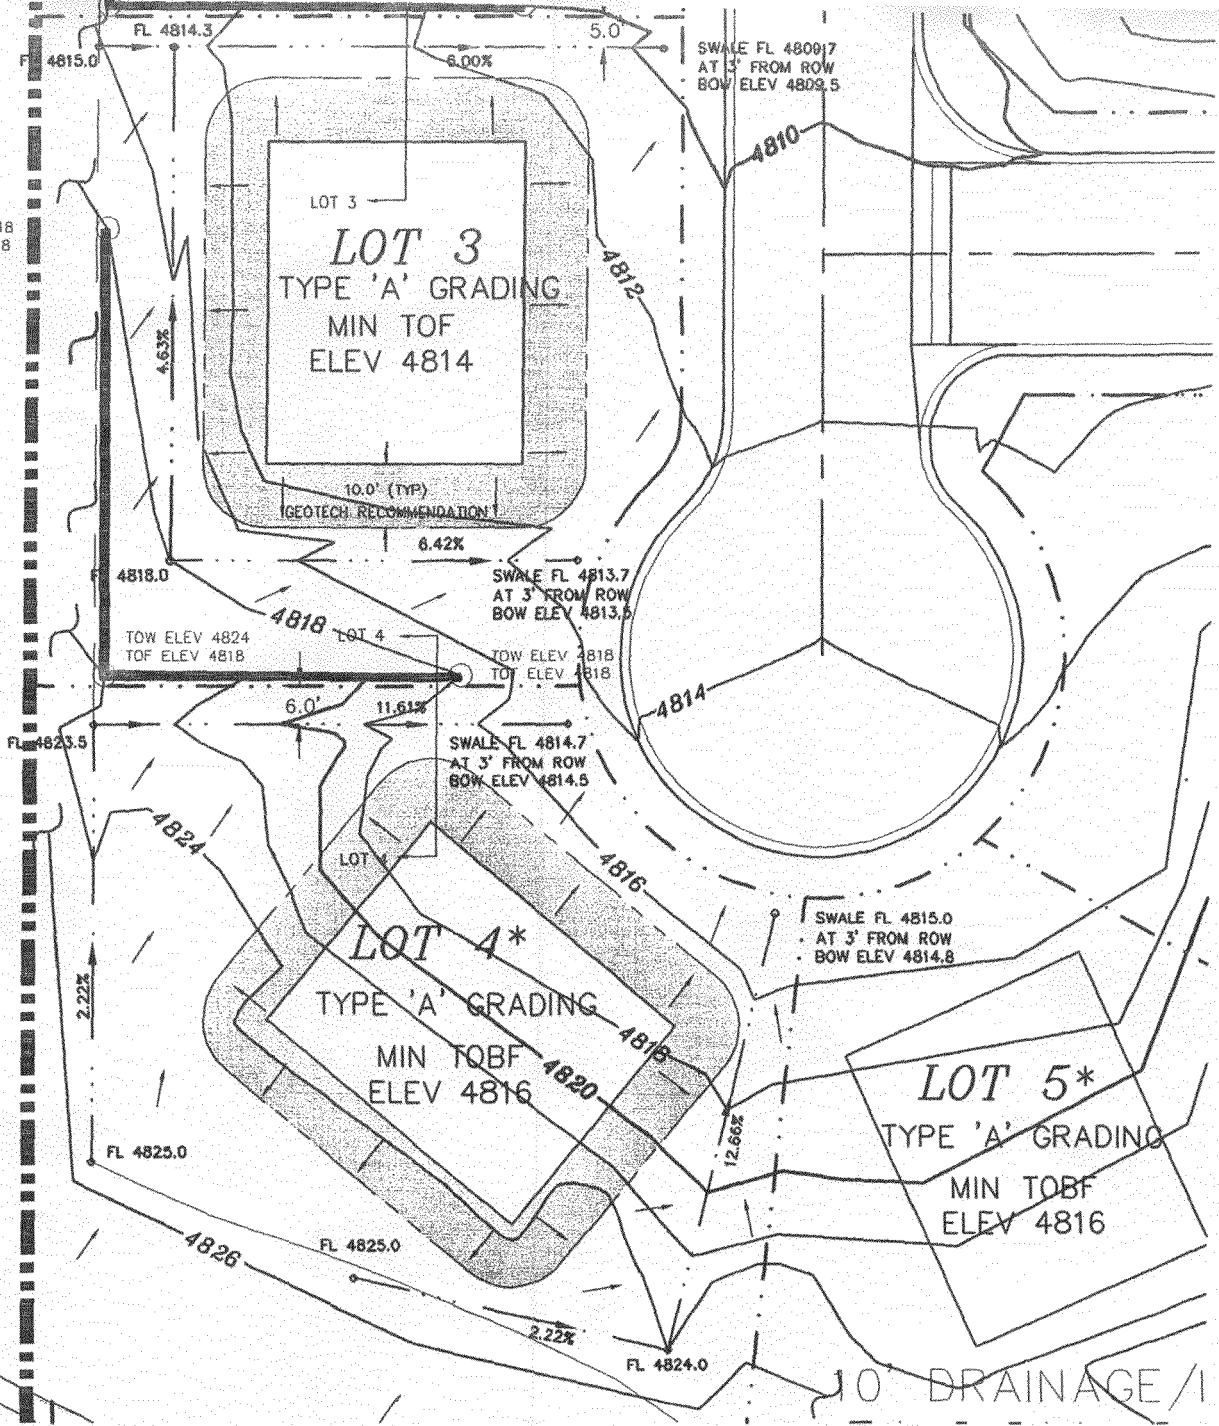 FL 4814.3
5.0'
FL 4815.0
6.00%
SWALE FL 4809.7
AT 3' FROM ROW
BOW ELEV 4809.5
4810
LOT 3
18
8
LOT 3
TYPE 'A' GRADING
MIN TOF
ELEV 4814
4812
4.63%
10.0' (TYP)
GEOTECH RECOMMENDATION
6.42%
FL 4818.0
SWALE FL 4813.7
AT 3' FROM ROW
BOW ELEV 4813.5
4818
LOT 4
TOW ELEV 4824
TOF ELEV 4818
TOW ELEV 4818
TOF ELEV 4818
4814
6.0'
11.61%
FL 4823.5
SWALE FL 4814.7
AT 3' FROM ROW
BOW ELEV 4814.5
4824
LOT 4
4816
SWALE FL 4815.0
AT 3' FROM ROW
BOW ELEV 4814.8
LOT 4*
TYPE 'A' GRADING
MIN TOBF
ELEV 4816
2.22%
4818
4820
LOT 5*
TYPE 'A' GRADING
MIN TOBF
ELEV 4816
12.66%
FL 4825.0
4826
FL 4825.0
2.22%
FL 4824.0
10' DRAINAGE/